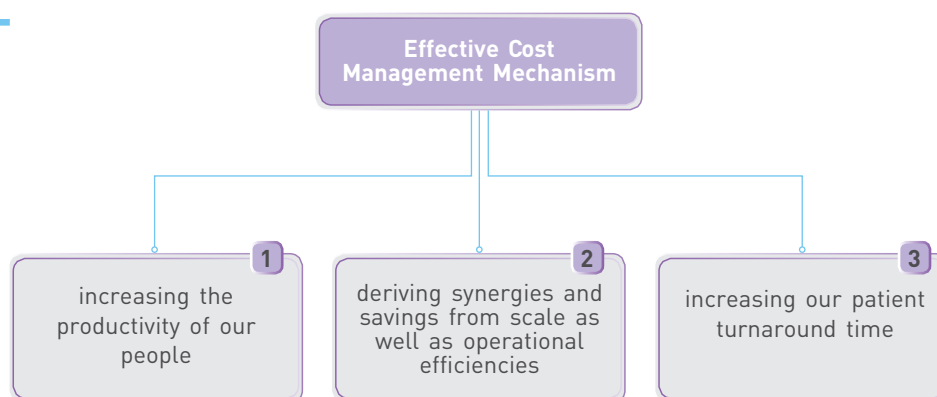 Effective Cost
Management Mechanism
1
increasing the
productivity of our
people
2
deriving synergies and
savings from scale as
well as operational
efficiencies
3
increasing our patient
turnaround time